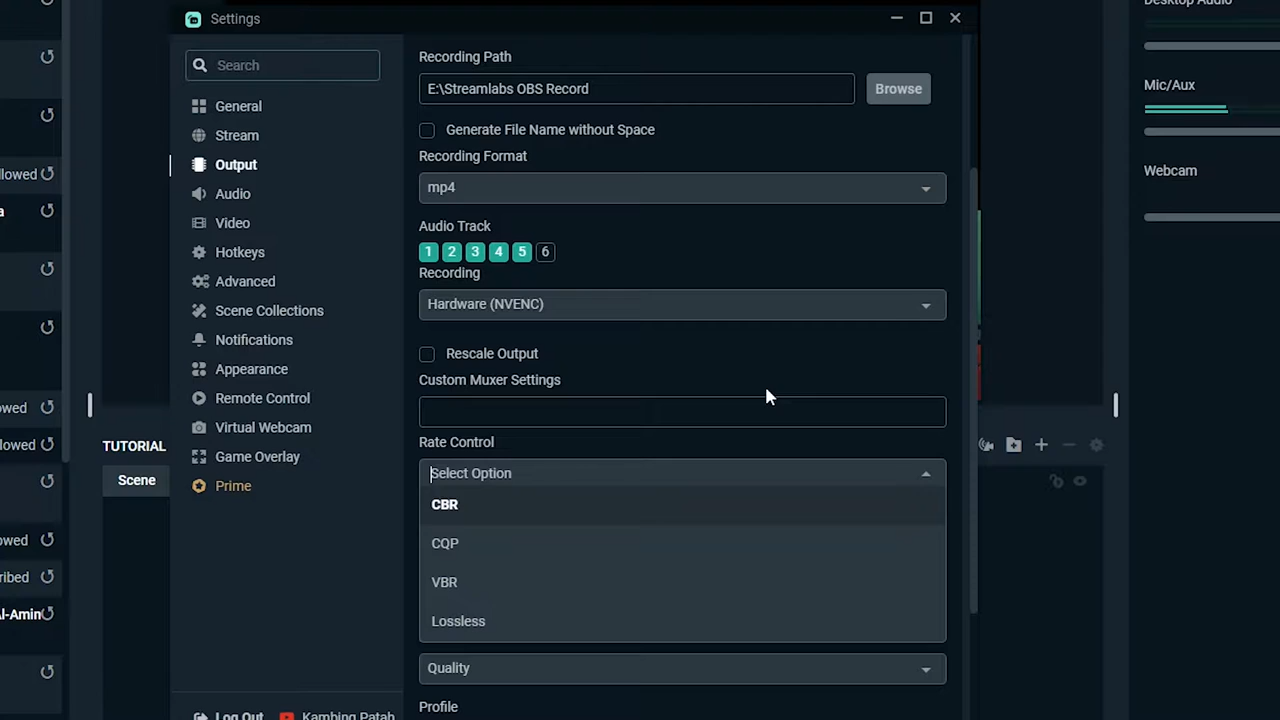 Settings
Search
General
Stream
Output
Audio
Video
Hotkeys
Advanced
Scene Collections
Notifications
Appearance
Remote Control
Virtual Webcam
Game Overlay
Prime
Log Out
Kambing Patah
Recording Path
E:\Streamlabs OBS Record
Browse
Generate File Name without Space
Recording Format
mp4
Audio Track
1 2 3 4 5 6
Recording
Hardware (NVENC)
Rescale Output
Custom Muxer Settings
Rate Control
Select Option
CBR
CQP
VBR
Lossless
Quality
Profile
TUTORIAL
Scene
Desktop Audio
Mic/Aux
Webcam